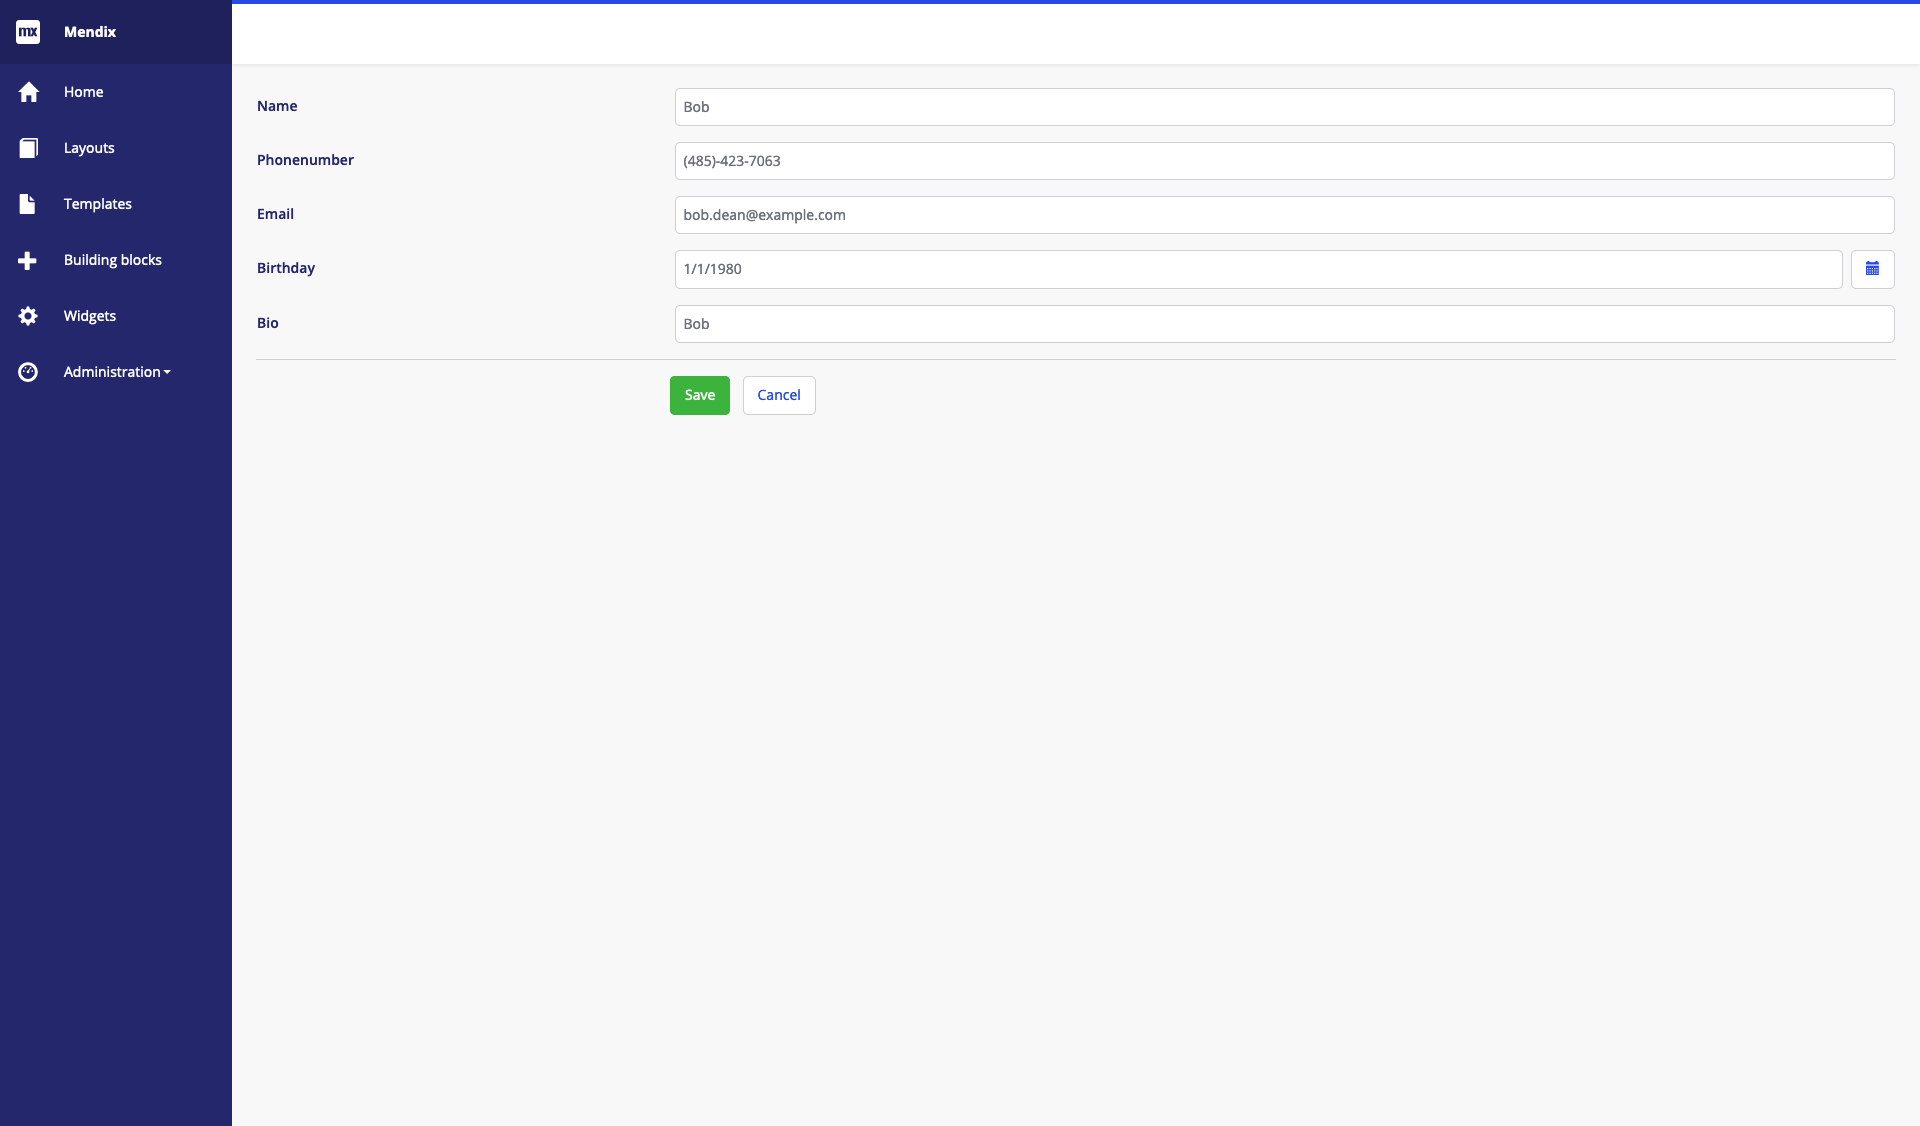 mx Mendix
Home
Layouts
Templates
Building blocks
Widgets
Administration
Name Bob
Phonenumber (485)-423-7063
Email bob.dean@example.com
Birthday 1/1/1980
Bio Bob
Save Cancel